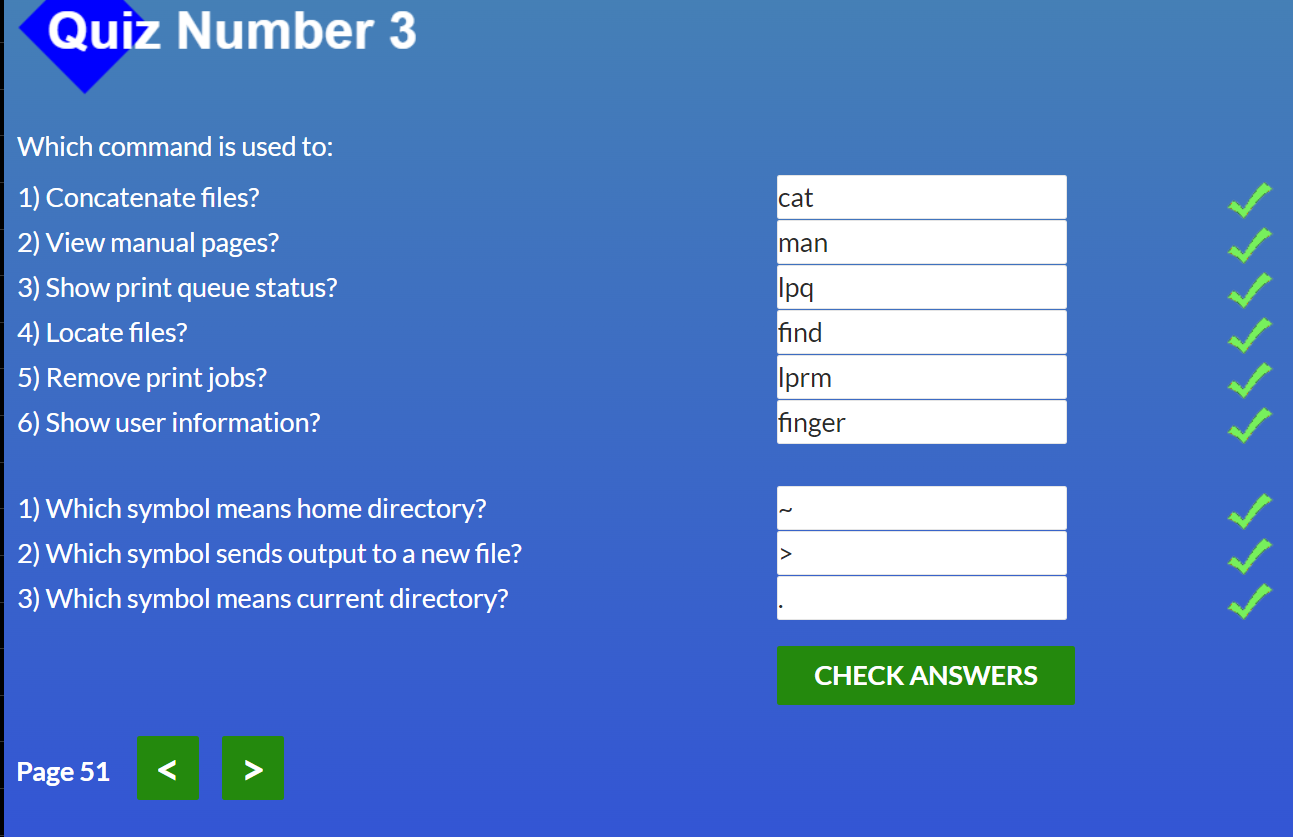 Quiz Number 3
Which command is used to:
1) Concatenate files? cat
2) View manual pages? man
3) Show print queue status? lpq
4) Locate files? find
5) Remove print jobs? lprm
6) Show user information? finger
1) Which symbol means home directory? ~
2) Which symbol sends output to a new file? >
3) Which symbol means current directory? .
CHECK ANSWERS
Page 51 < >